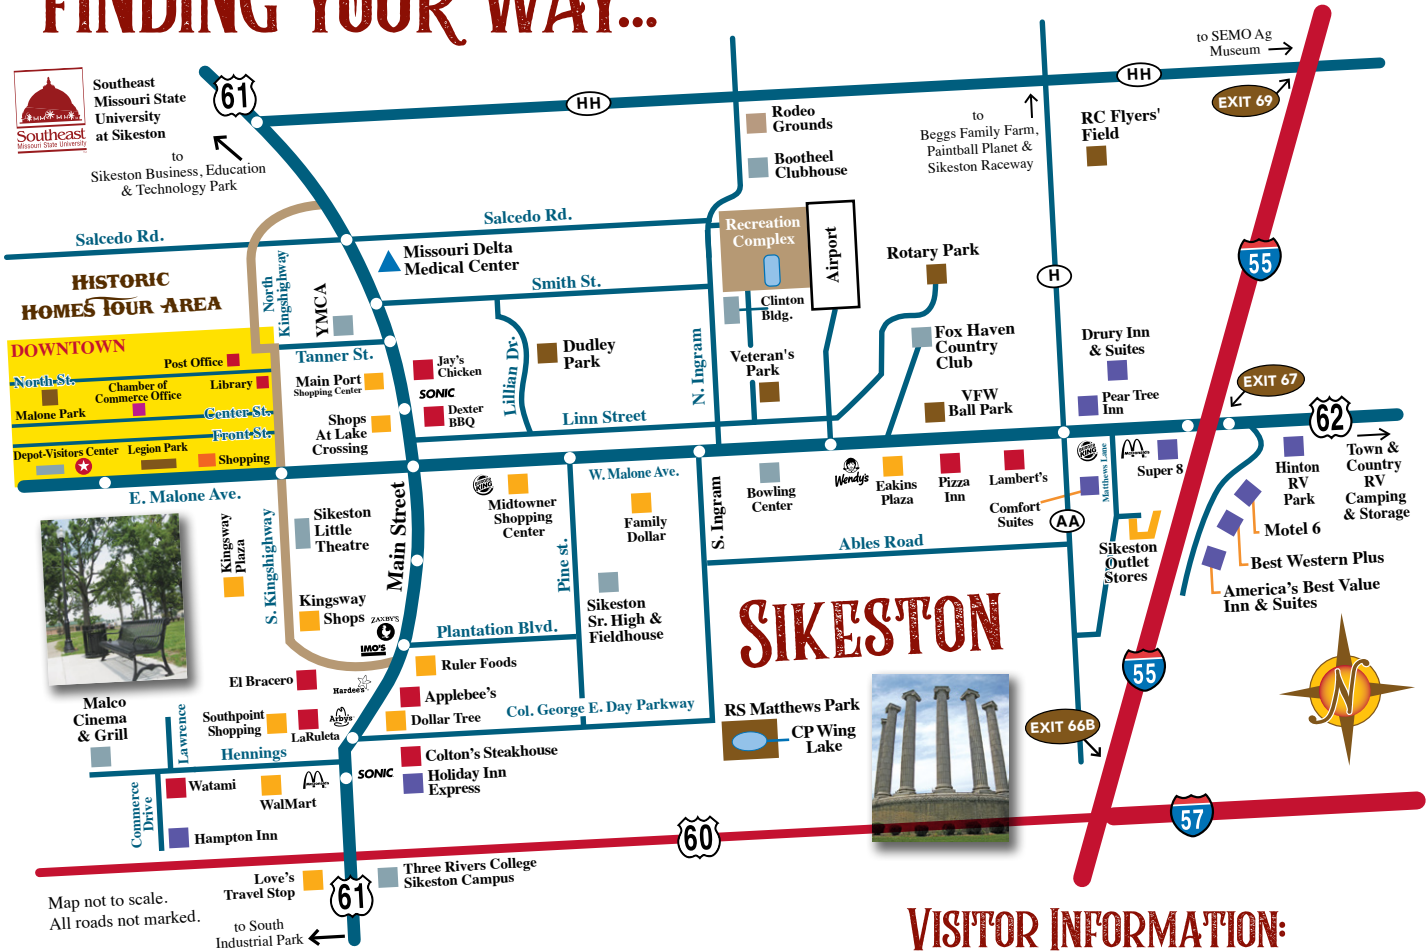 FINDING YOUR WAY...
Southeast
Missouri State
University
at Sikeston
Southeast
Missouri State University
61
to
Sikeston Business, Education
& Technology Park
HH
HH
to SEMO Ag
Museum
EXIT 69
Rodeo
Grounds
Bootheel
Clubhouse
to
Beggs Family Farm,
Paintball Planet &
Sikeston Raceway
RC Flyers'
Field
Salcedo Rd.
Salcedo Rd.
Missouri Delta
Medical Center
Recreation
Complex
Airport
Rotary Park
H
55
HISTORIC
HOMES TOUR AREA
North
Kingshighway
YMCA
Smith St.
Clinton
Bldg.
DOWNTOWN
Post Office
North St.
Chamber of
Commerce Office
Library
Malone Park
Center St.
Front St.
Depot-Visitors Center
Legion Park
Shopping
Tanner St.
Main Port
Shopping Center
Shops
At Lake
Crossing
Jay's
Chicken
SONIC
Dexter
BBQ
Lillian Dr.
Dudley
Park
Linn Street
N. Ingram
Veteran's
Park
Fox Haven
Country
Club
VFW
Ball Park
Drury Inn
& Suites
Pear Tree
Inn
EXIT 67
62
E. Malone Ave.
W. Malone Ave.
BURGER KING
Midtowner
Shopping
Center
Family
Dollar
S. Ingram
Bowling
Center
Wendy's
Eakins
Plaza
Pizza
Inn
Lambert's
Comfort
Suites
BURGER KING
Matthews Lane
McDonald's
Super 8
Hinton
RV
Park
Town &
Country
RV
Camping
& Storage
Motel 6
Best Western Plus
America's Best Value
Inn & Suites
AA
Sikeston
Outlet
Stores
Ables Road
Kingsway
Plaza
S. Kingshighway
Sikeston
Little
Theatre
Main Street
Pine st.
Kingsway
Shops
ZAXBY'S
IMO'S
Plantation Blvd.
Sikeston
Sr. High &
Fieldhouse
SIKESTON
Ruler Foods
El Bracero
Hardee's
Applebee's
Malco
Cinema
& Grill
Lawrence
Southpoint
Shopping
LaRuleta
Arby's
Dollar Tree
Col. George E. Day Parkway
RS Matthews Park
CP Wing
Lake
55
EXIT 66B
N
Hennings
Colton's Steakhouse
SONIC
Holiday Inn
Express
Commerce
Drive
Watami
WalMart
McDonald's
Hampton Inn
60
57
Love's
Travel Stop
61
Three Rivers College
Sikeston Campus
Map not to scale.
All roads not marked.
to South
Industrial Park
VISITOR INFORMATION: